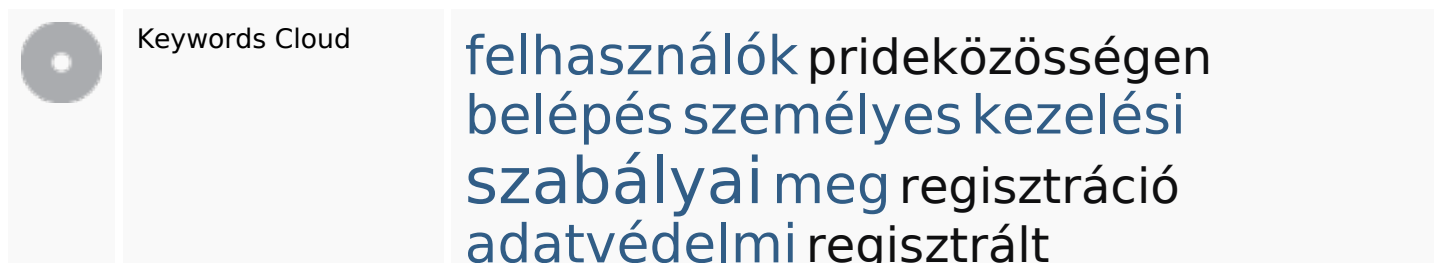 Keywords Cloud
felhasználók prideközösségen
belépés személyes kezelési
szabályai meg regisztráció
adatvédelmi regisztrált